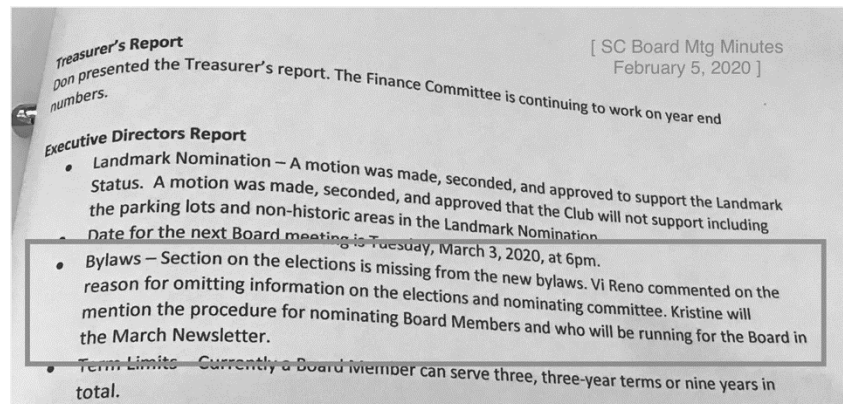 Treasurer's Report
[ SC Board Mtg Minutes
February 5, 2020 ]
Don presented the Treasurer's report. The Finance Committee is continuing to work on year end
numbers.
Executive Directors Report
• Landmark Nomination – A motion was made, seconded, and approved to support the Landmark
Status. A motion was made, seconded, and approved that the Club will not support including
the parking lots and non-historic areas in the Landmark Nomination
• Date for the next Board meeting is Tuesday, March 3, 2020, at 6pm.
• Bylaws – Section on the elections is missing from the new bylaws. Vi Reno commented on the
reason for omitting information on the elections and nominating committee. Kristine will
mention the procedure for nominating Board Members and who will be running for the Board in
the March Newsletter.
• Term Limits – Currently a Board Member can serve three, three-year terms or nine years in
total.